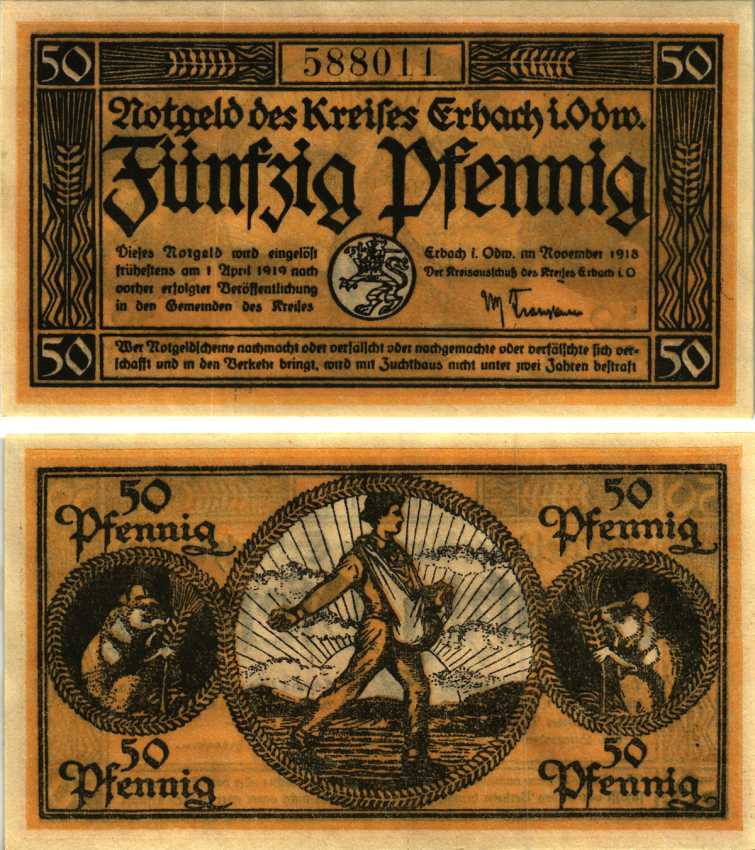 50 588011 50
Notgeld des Kreises Erbach i. Odw.
Fünfzig Pfennig
Dieses Notgeld wird eingelöst
frühestens am 1 April 1919 nach
vorher erfolgter Veröffentlichung
in den Gemeinden des Kreises
Erbach i. Odw. im November 1918
Der Kreisausschuß des Kreises Erbach i. O
50 50
Wer Notgeldscheine nachmacht oder verfälscht oder nachgemachte oder verfälschte sich ver-
schafft und in den Verkehr bringt, wird mit Zuchthaus nicht unter zwei Jahren bestraft
50
Pfennig
50
Pfennig
50
Pfennig
50
Pfennig